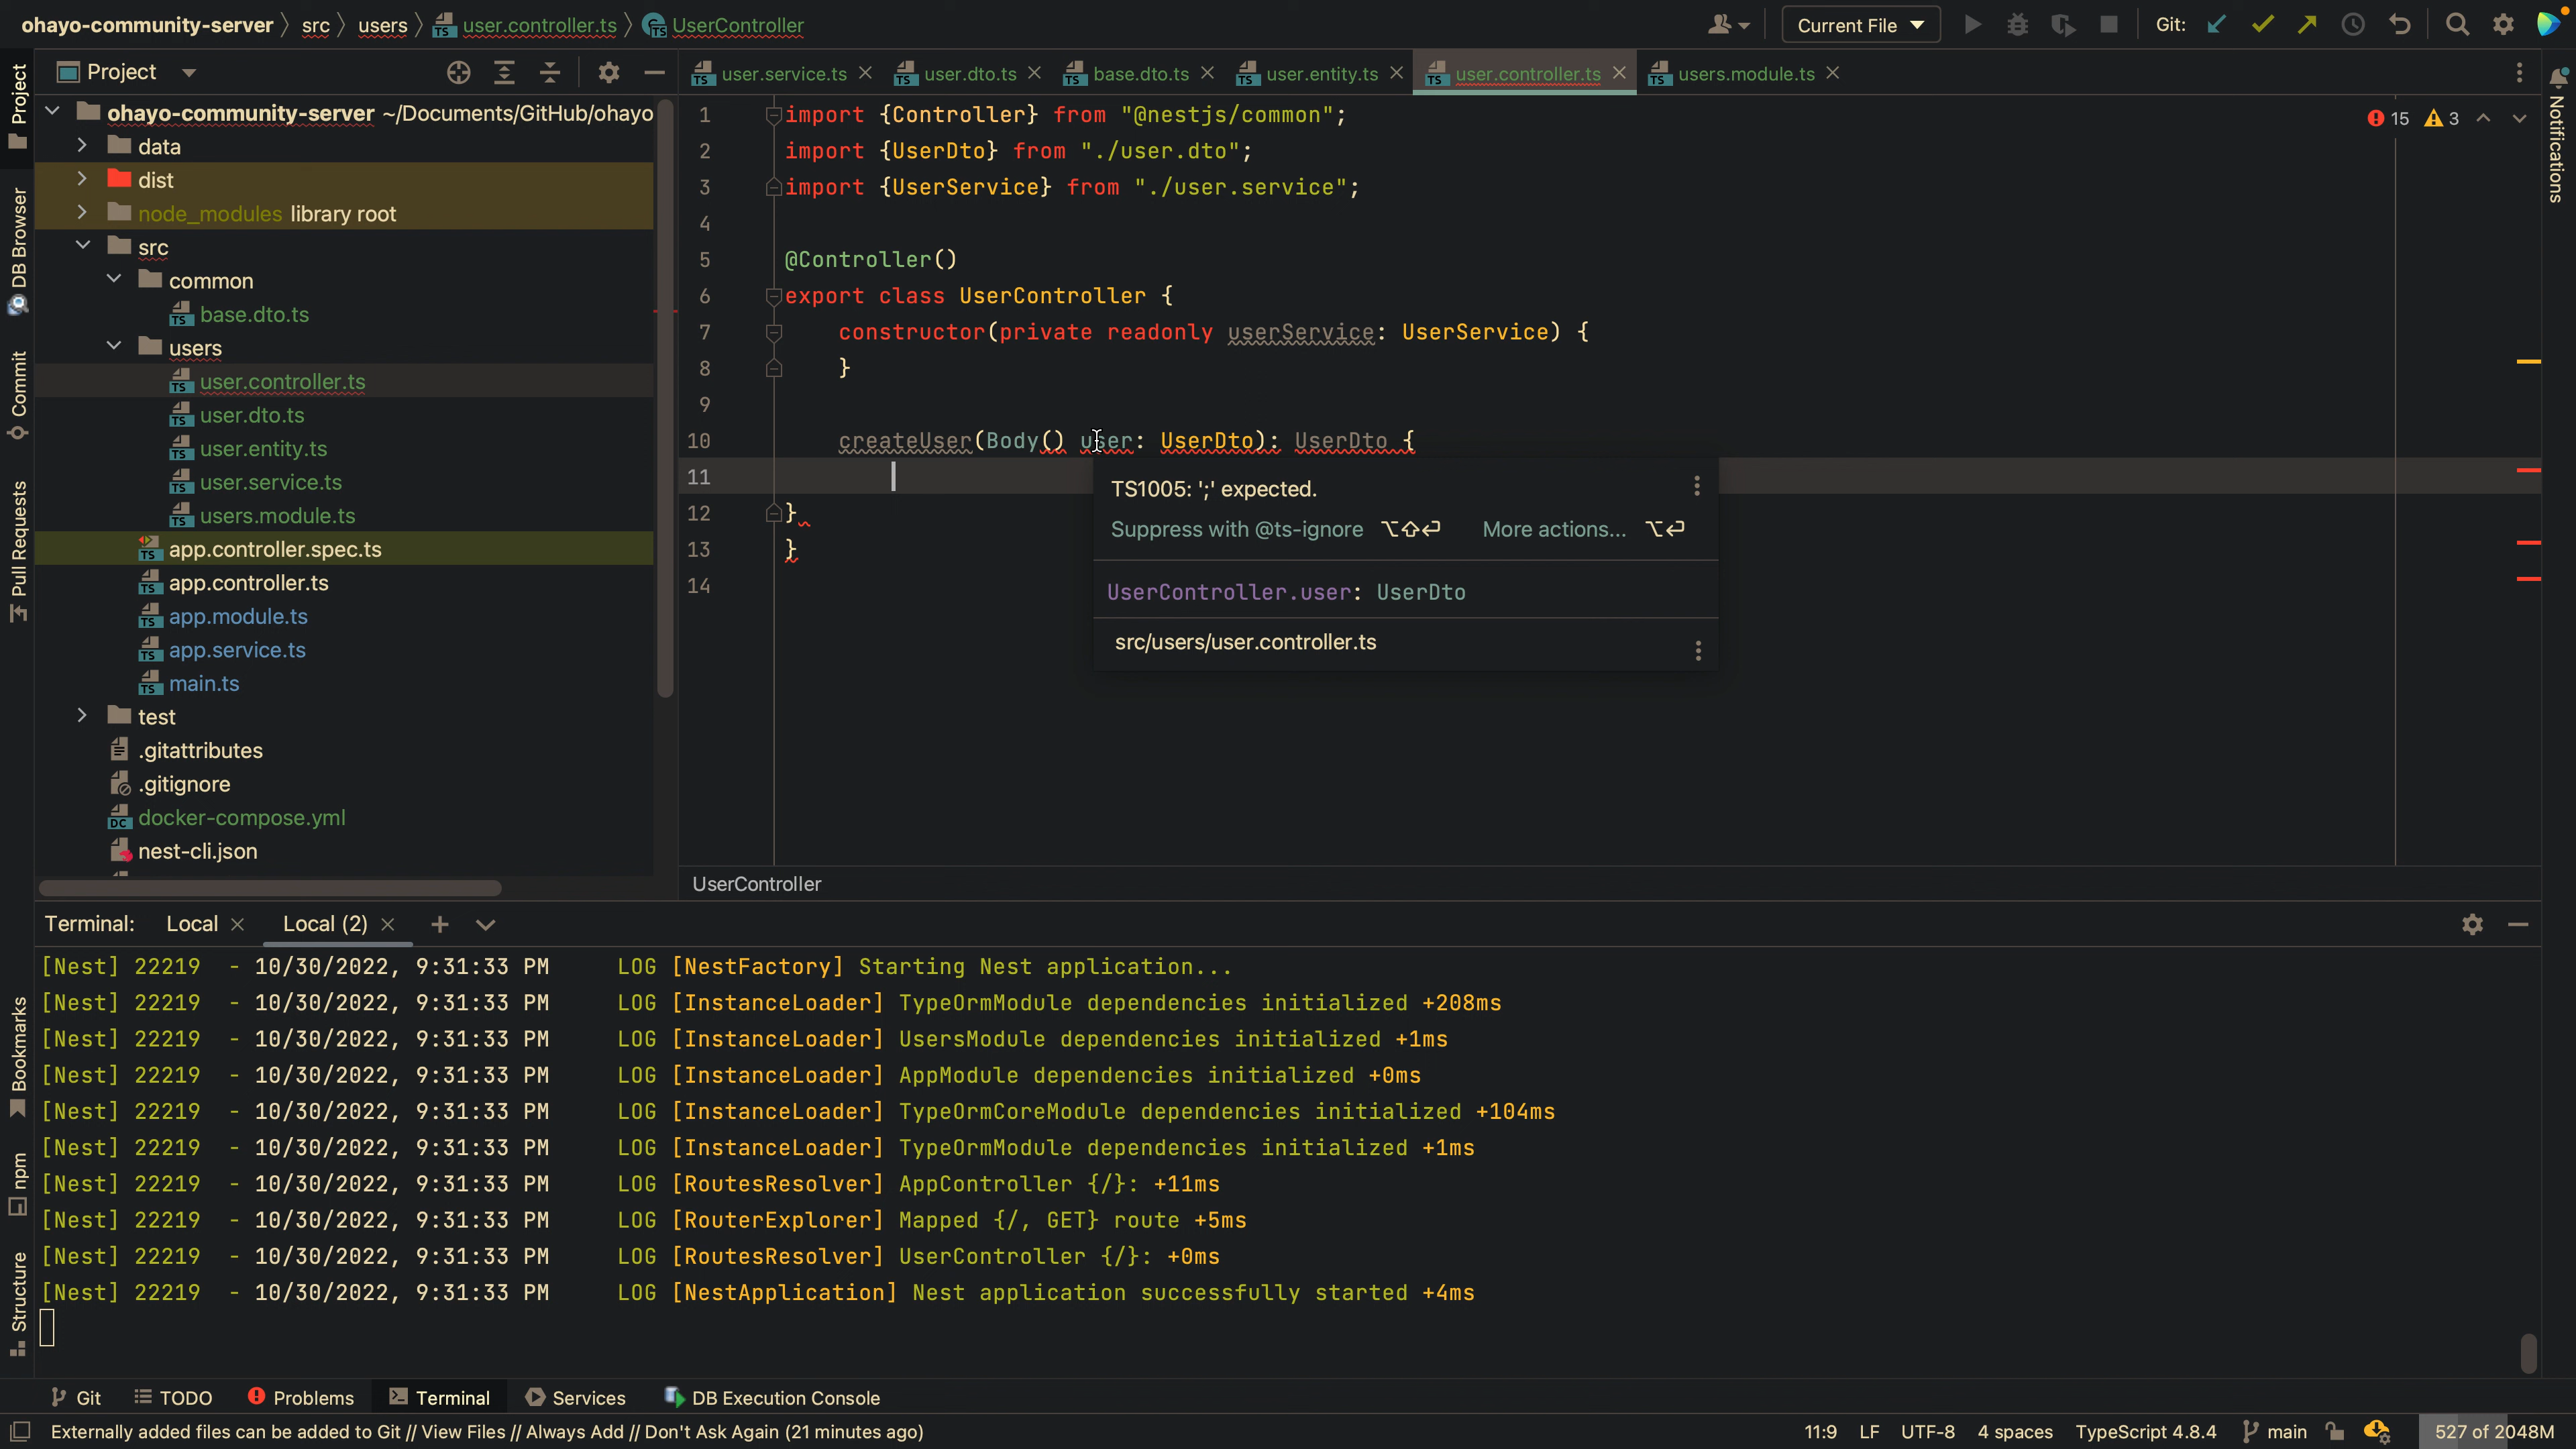 ohayo-community-server src users user.controller.ts UserController
Current File
Git:
Project
user.service.ts
user.dto.ts
base.dto.ts
user.entity.ts
user.controller.ts
users.module.ts
Project
DB Browser
Commit
Pull Requests
Bookmarks
npm
Structure
Notifications
ohayo-community-server ~/Documents/GitHub/ohayo
data
dist
node_modules library root
src
common
base.dto.ts
users
user.controller.ts
user.dto.ts
user.entity.ts
user.service.ts
users.module.ts
app.controller.spec.ts
app.controller.ts
app.module.ts
app.service.ts
main.ts
test
.gitattributes
.gitignore
docker-compose.yml
nest-cli.json
15 3
1 import {Controller} from "@nestjs/common";
2 import {UserDto} from "./user.dto";
3 import {UserService} from "./user.service";
4
5 @Controller()
6 export class UserController {
7 constructor(private readonly userService: UserService) {
8 }
9
10 createUser(Body() user: UserDto): UserDto {
11
12 }
13 }
14
TS1005: ';' expected.
Suppress with @ts-ignore ⌥⇧⏎ More actions... ⌥⏎
UserController.user: UserDto
src/users/user.controller.ts
UserController
Terminal: Local Local (2)
[Nest] 22219 - 10/30/2022, 9:31:33 PM LOG [NestFactory] Starting Nest application...
[Nest] 22219 - 10/30/2022, 9:31:33 PM LOG [InstanceLoader] TypeOrmModule dependencies initialized +208ms
[Nest] 22219 - 10/30/2022, 9:31:33 PM LOG [InstanceLoader] UsersModule dependencies initialized +1ms
[Nest] 22219 - 10/30/2022, 9:31:33 PM LOG [InstanceLoader] AppModule dependencies initialized +0ms
[Nest] 22219 - 10/30/2022, 9:31:33 PM LOG [InstanceLoader] TypeOrmCoreModule dependencies initialized +104ms
[Nest] 22219 - 10/30/2022, 9:31:33 PM LOG [InstanceLoader] TypeOrmModule dependencies initialized +1ms
[Nest] 22219 - 10/30/2022, 9:31:33 PM LOG [RoutesResolver] AppController {/}: +11ms
[Nest] 22219 - 10/30/2022, 9:31:33 PM LOG [RouterExplorer] Mapped {/, GET} route +5ms
[Nest] 22219 - 10/30/2022, 9:31:33 PM LOG [RoutesResolver] UserController {/}: +0ms
[Nest] 22219 - 10/30/2022, 9:31:33 PM LOG [NestApplication] Nest application successfully started +4ms
Git TODO Problems Terminal Services DB Execution Console
Externally added files can be added to Git // View Files // Always Add // Don't Ask Again (21 minutes ago)
11:9 LF UTF-8 4 spaces TypeScript 4.8.4 main 527 of 2048M